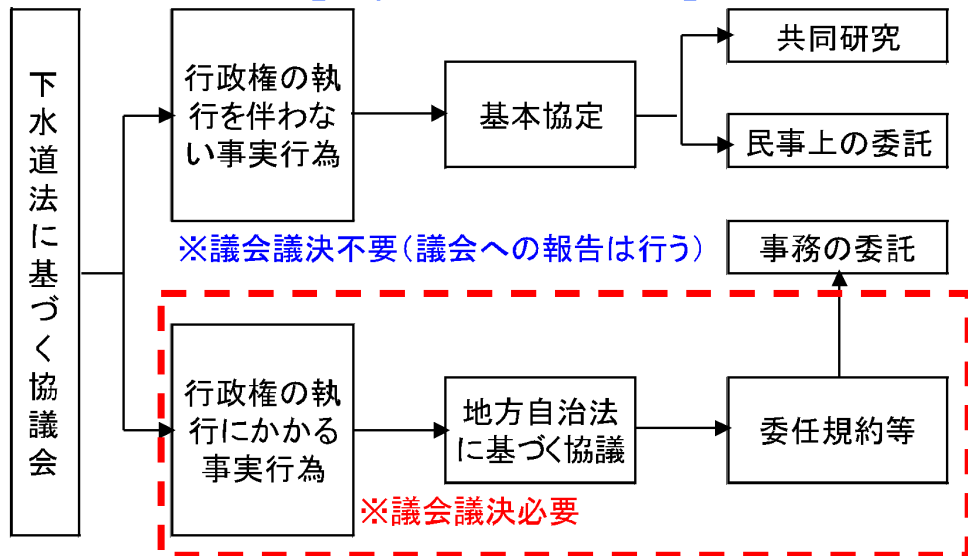 下水道法に基づく協議会
行政権の執
行を伴わな
い事実行為
基本協定
共同研究
民事上の委託
※議会議決不要(議会への報告は行う)
事務の委託
行政権の執
行にかかる
事実行為
地方自治法
に基づく協議
委任規約等
※議会議決必要